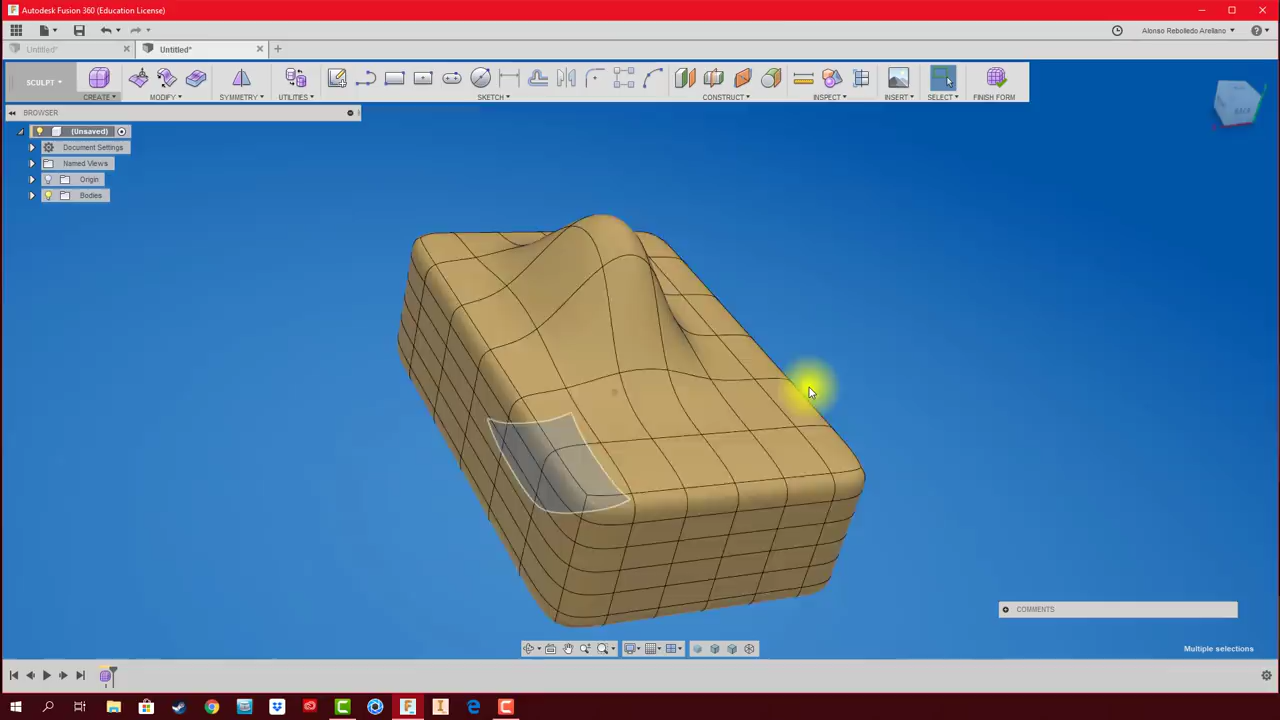 Autodesk Fusion 360 (Education License)
Alonso Rebolledo Arellano
Untitled*
Untitled*
SCULPT
CREATE
MODIFY
SYMMETRY
UTILITIES
SKETCH
CONSTRUCT
INSPECT
INSERT
SELECT
FINISH FORM
BACK
BROWSER
(Unsaved)
Document Settings
Named Views
Origin
Bodies
COMMENTS
Multiple selections